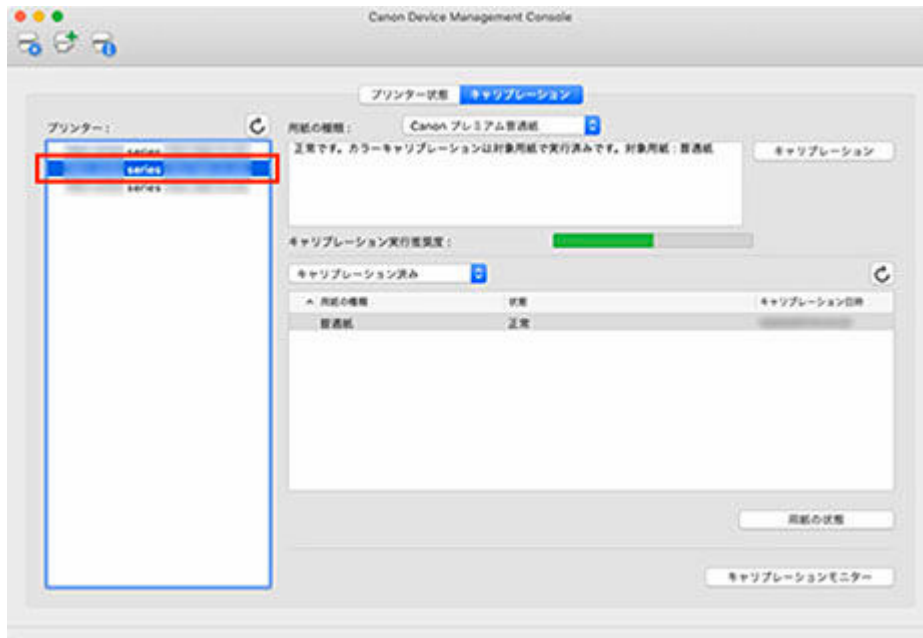 Canon Device Management Console
プリンター状態 キャリブレーション
プリンター：
用紙の種類： Canon プレミアム普通紙
series
series
series
正常です。カラーキャリブレーションは対象用紙で実行済みです。対象用紙：普通紙
キャリブレーション
キャリブレーション実行推奨度：
キャリブレーション済み
用紙の種類 状態 キャリブレーション日時
普通紙 正常
用紙の状態
キャリブレーションモニター